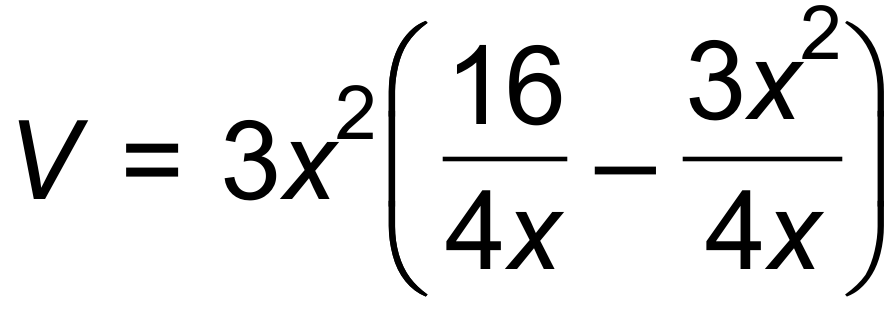 V = 3x²(16/4x − 3x²/4x)